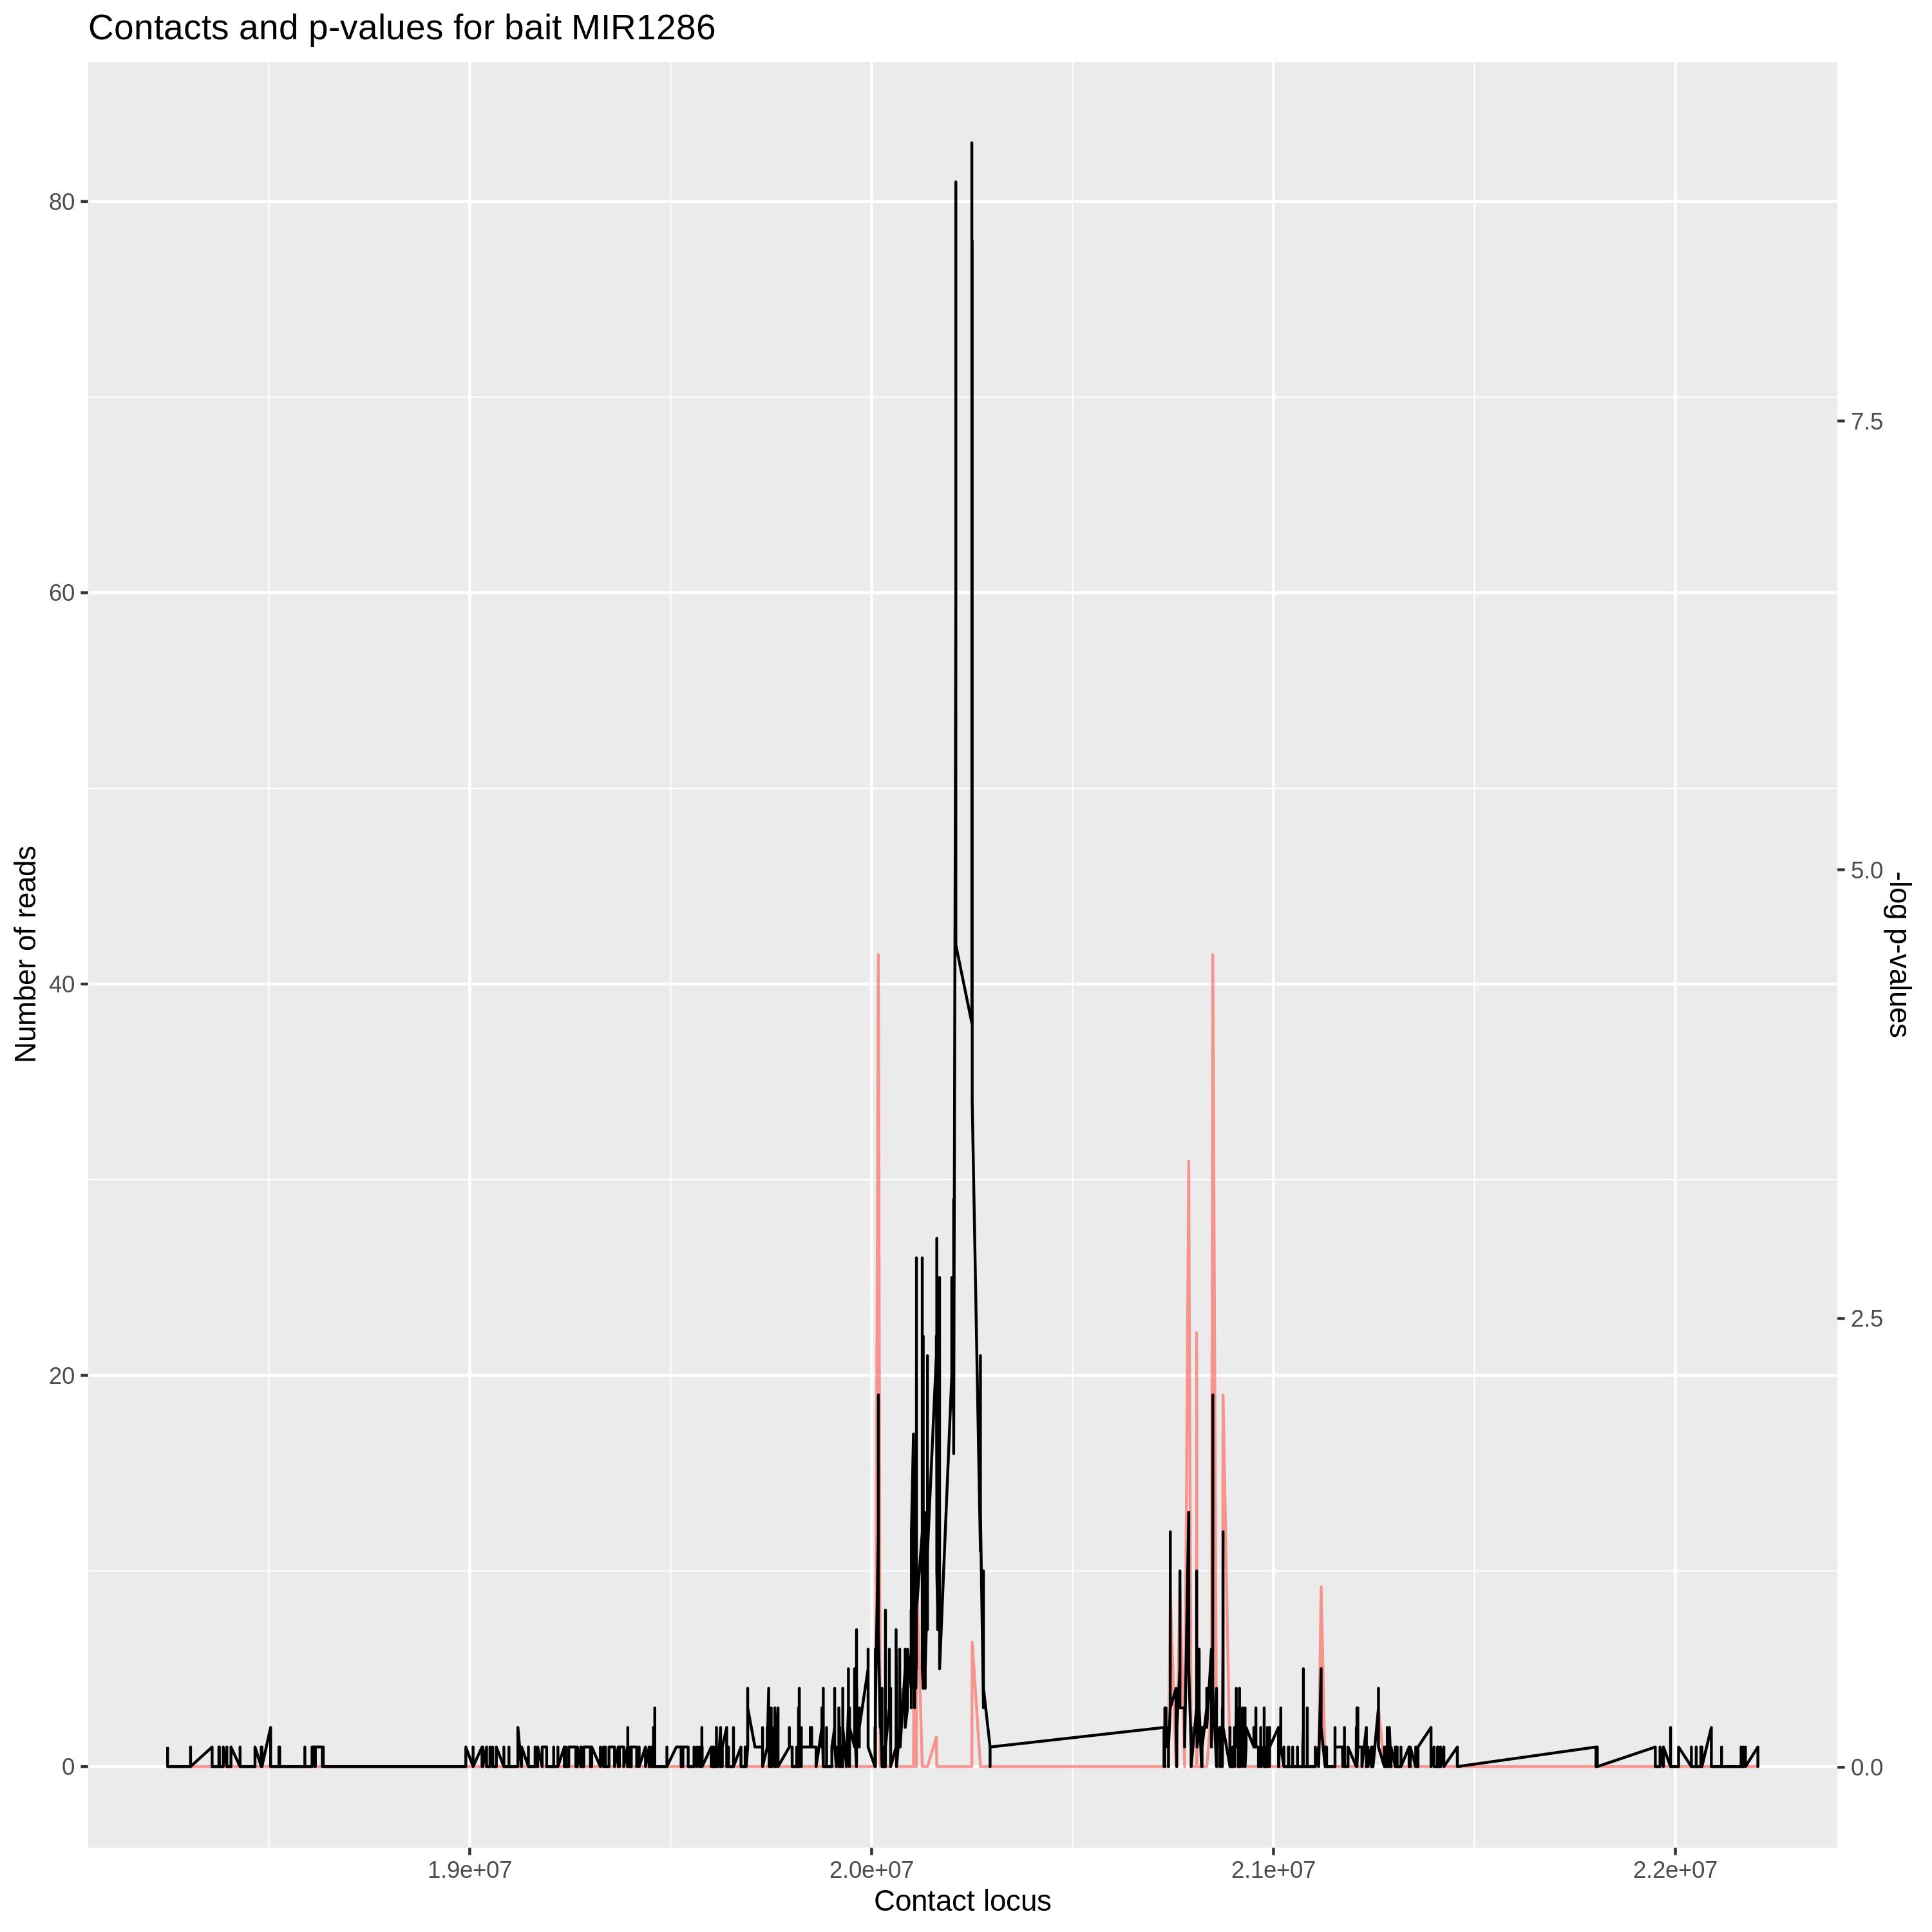 Contacts and p-values for bait MIR1286
80
60
40
20
0
Number of reads
7.5
5.0
2.5
0.0
-log p-values
1.9e+07 2.0e+07 2.1e+07 2.2e+07
Contact locus